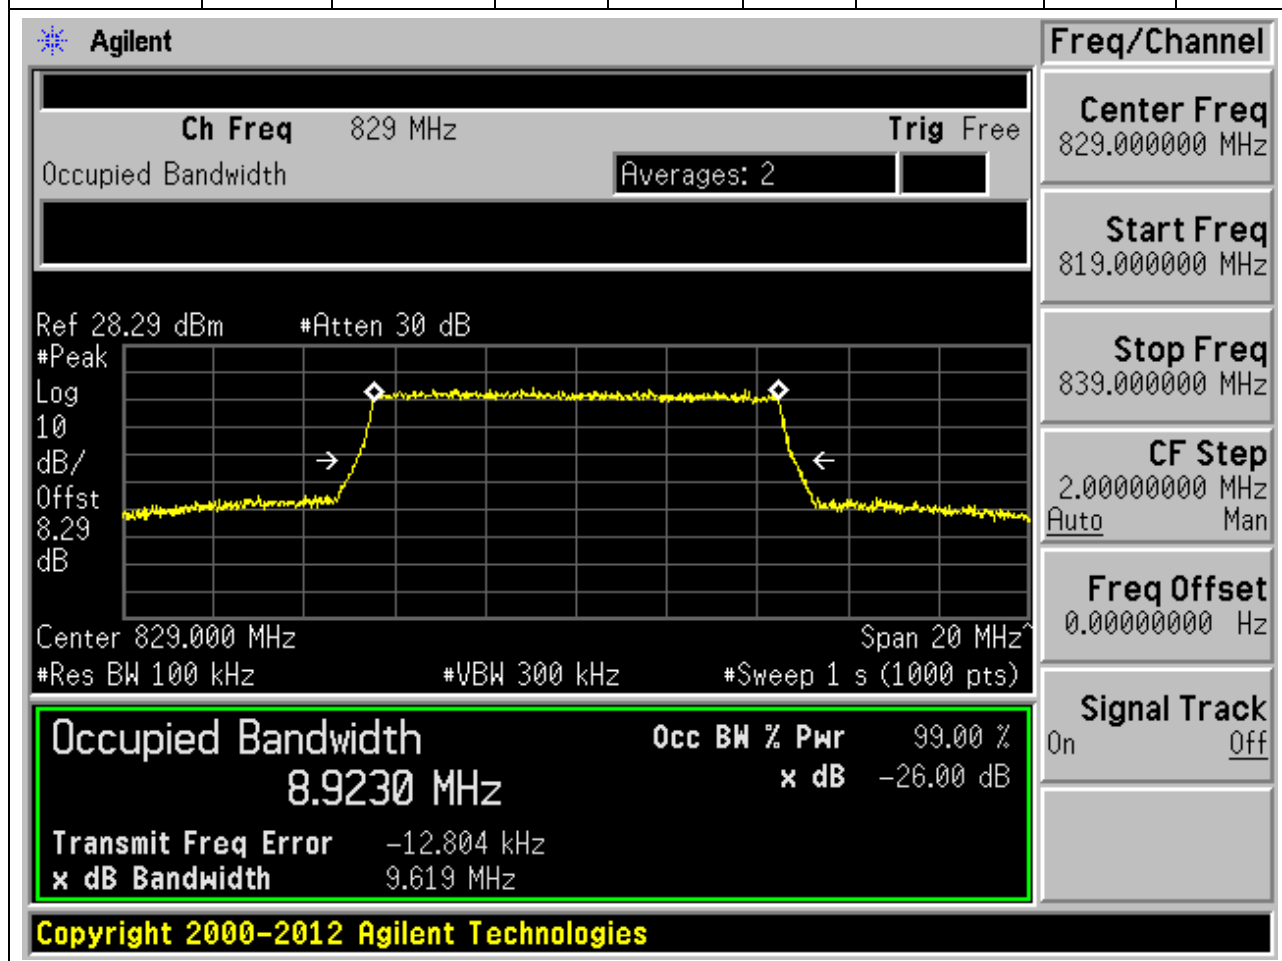 Agilent
Freq/Channel
Ch Freq 829 MHz Trig Free
Occupied Bandwidth Averages: 2
Center Freq
829.000000 MHz
Start Freq
819.000000 MHz
Stop Freq
839.000000 MHz
CF Step
2.00000000 MHz
Auto Man
Freq Offset
0.00000000 Hz
Signal Track
On Off
Ref 28.29 dBm #Atten 30 dB
#Peak
Log
10
dB/
Offst
8.29
dB
Center 829.000 MHz Span 20 MHz^
#Res BW 100 kHz #VBW 300 kHz #Sweep 1 s (1000 pts)
Occupied Bandwidth Occ BW % Pwr 99.00 %
8.9230 MHz x dB -26.00 dB
Transmit Freq Error -12.804 kHz
x dB Bandwidth 9.619 MHz
Copyright 2000-2012 Agilent Technologies